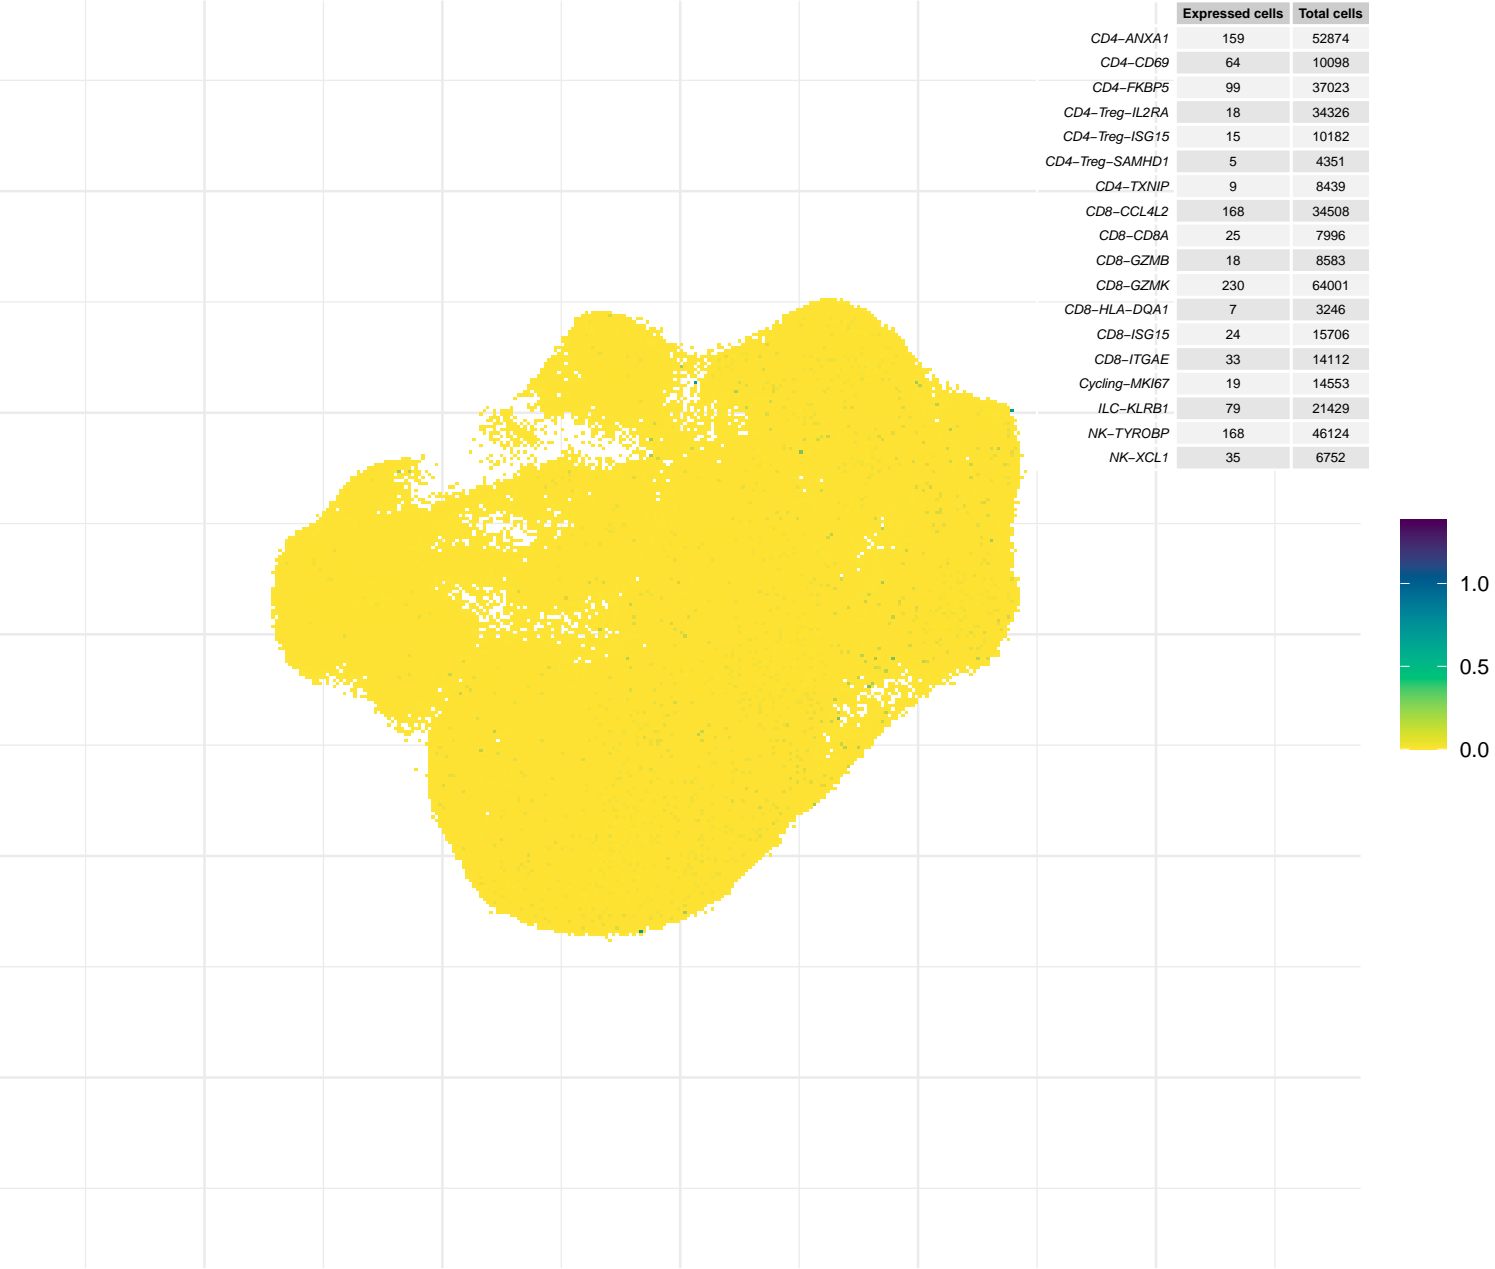 Expressed cells Total cells
CD4−ANXA1 159 52874
CD4−CD69 64 10098
CD4−FKBP5 99 37023
CD4−Treg−IL2RA 18 34326
CD4−Treg−ISG15 15 10182
CD4−Treg−SAMHD1 5 4351
CD4−TXNIP 9 8439
CD8−CCL4L2 168 34508
CD8−CD8A 25 7996
CD8−GZMB 18 8583
CD8−GZMK 230 64001
CD8−HLA−DQA1 7 3246
CD8−ISG15 24 15706
CD8−ITGAE 33 14112
Cycling−MKI67 19 14553
ILC−KLRB1 79 21429
NK−TYROBP 168 46124
NK−XCL1 35 6752
1.0
0.5
0.0